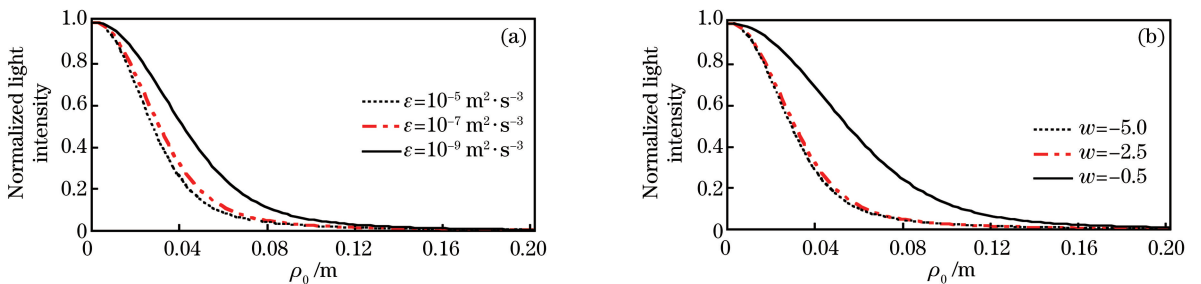 1.0
0.8
0.6
0.4
0.2
0
Normalized light
intensity
(a)
ε=10⁻⁵ m²·s⁻³
ε=10⁻⁷ m²·s⁻³
ε=10⁻⁹ m²·s⁻³
0 0.04 0.08 0.12 0.16 0.20
ρ₀/m
1.0
0.8
0.6
0.4
0.2
0
Normalized light
intensity
(b)
w=−5.0
w=−2.5
w=−0.5
0 0.04 0.08 0.12 0.16 0.20
ρ₀/m